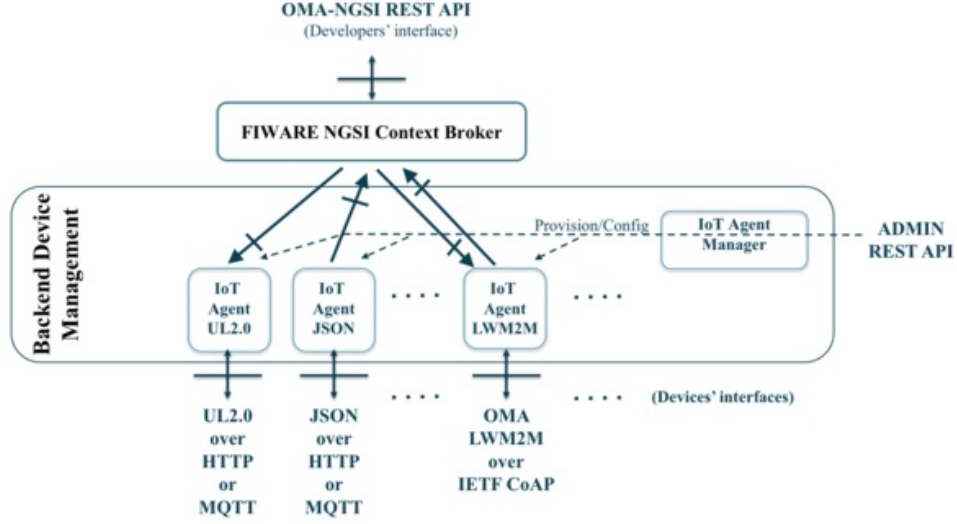 OMA-NGSI REST API
(Developers' interface)
FIWARE NGSI Context Broker
Backend Device
Management
Provision/Config
IoT Agent
Manager
ADMIN
REST API
IoT
Agent
UL2.0
IoT
Agent
JSON
. . . .
IoT
Agent
LWM2M
. . . .
UL2.0
over
HTTP
or
MQTT
JSON
over
HTTP
or
MQTT
. . . .
OMA
LWM2M
over
IETF CoAP
. . . .
(Devices' interfaces)